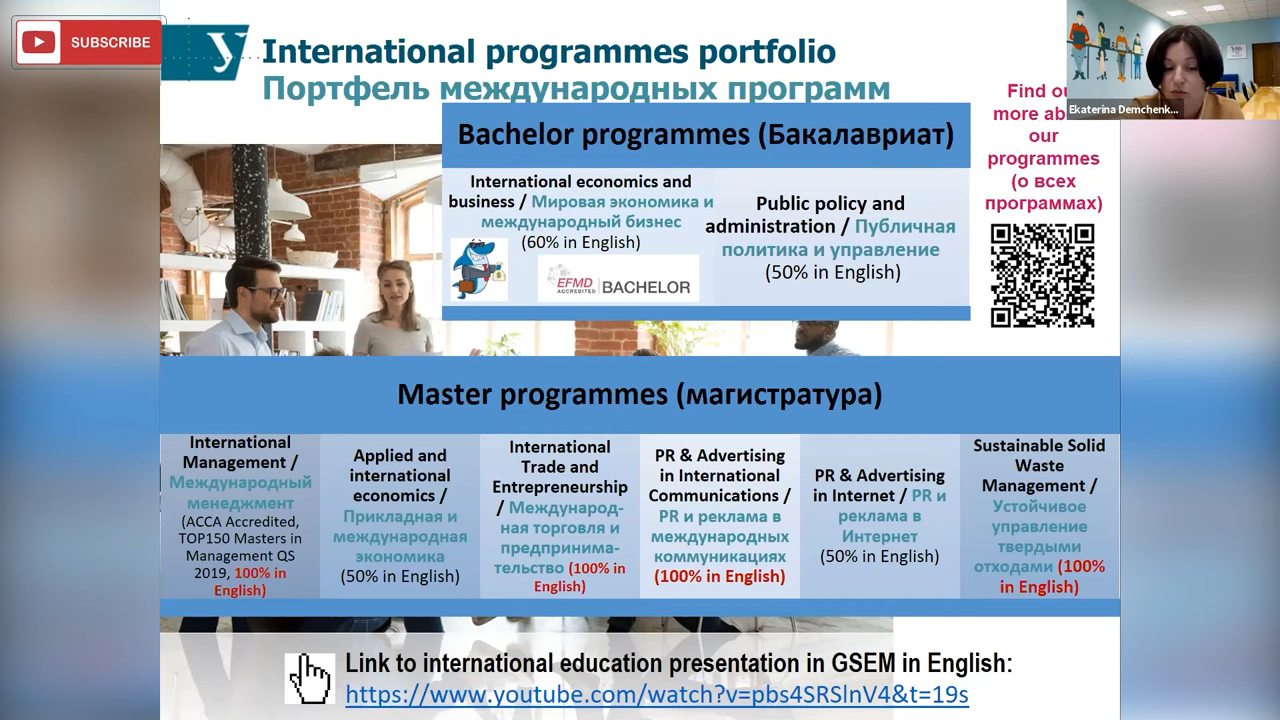 SUBSCRIBE
У
International programmes portfolio
Портфель международных программ
Ekaterina Demchenk...
Find
more
our
programmes
(о всех
программах)
Bachelor programmes (Бакалавриат)
International economics and
business / Мировая экономика и
международный бизнес
(60% in English)
EFMD
ACCREDITED
BACHELOR
Public policy and
administration / Публичная
политика и управление
(50% in English)
Master programmes (магистратура)
International
Management /
Международный
менеджмент
(ACCA Accredited,
TOP150 Masters in
Management QS
2019, 100% in
English)
Applied and
international
economics /
Прикладная и
международная
экономика
(50% in English)
International
Trade and
Entrepreneurship
/ Международ-
ная торговля и
предпринима-
тельство (100% in
English)
PR & Advertising
in International
Communications /
PR и реклама в
международных
коммуникациях
(100% in English)
PR & Advertising
in Internet / PR и
реклама в
Интернет
(50% in English)
Sustainable Solid
Waste
Management /
Устойчивое
управление
твердыми
отходами (100%
in English)
Link to international education presentation in GSEM in English:
https://www.youtube.com/watch?v=pbs4SRSlnV4&t=19s